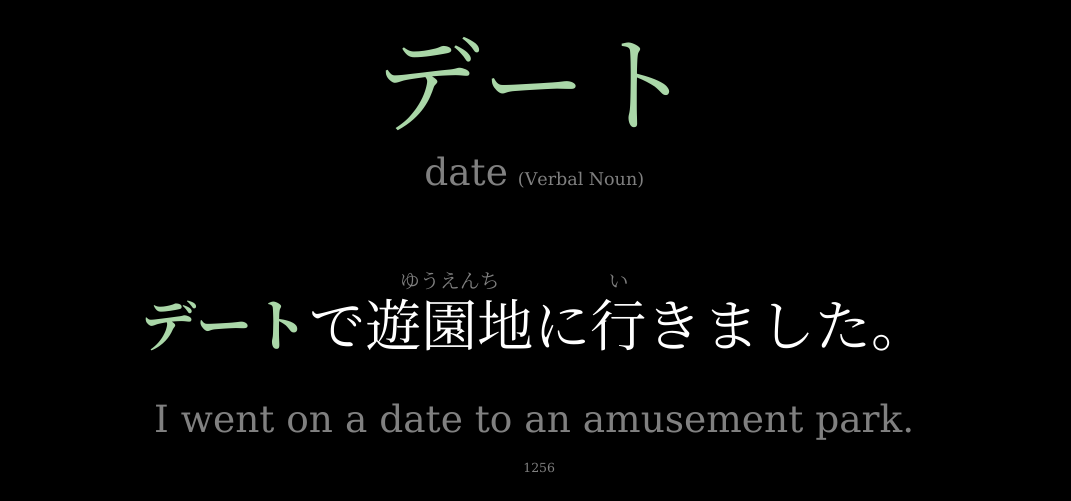 デート
date (Verbal Noun)
ゆうえんち い
デートで遊園地に行きました。
I went on a date to an amusement park.
1256